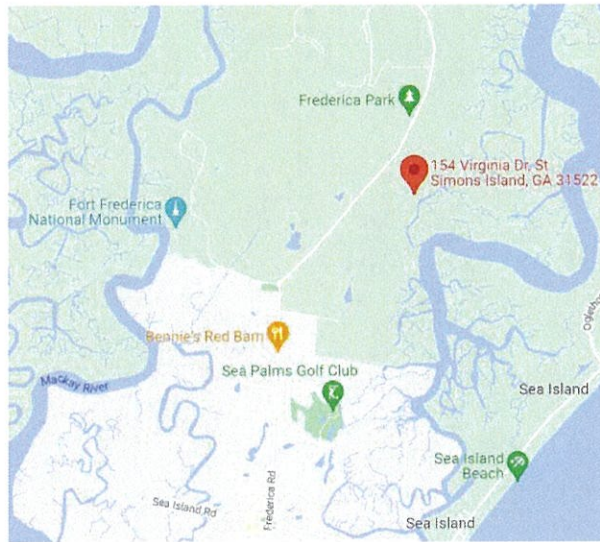 Frederica Park
154 Virginia Dr, St
Simons Island, GA 31522
Fort Frederica
National Monument
Bennie's Red Barn
Sea Palms Golf Club
Mackay River
Sea Island
Sea Island
Beach
Sea Island Rd
Frederica Rd
Sea Island